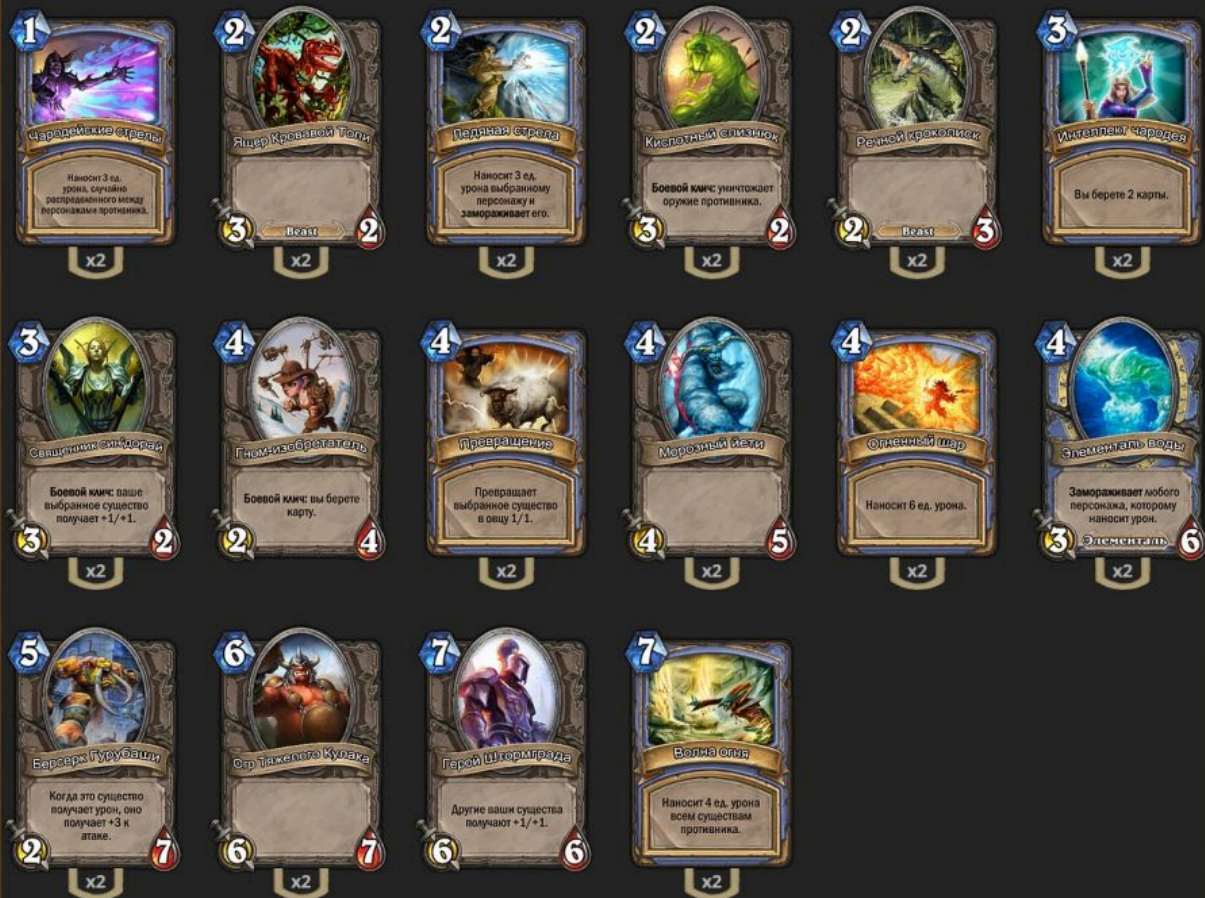 1
Чародейские стрелы
Наносит 3 ед.
урона, случайно
распределенного между
персонажами противника.
x2
2
Ящер Кровавой Топи
3
Beast
2
x2
2
Ледяная стрела
Наносит 3 ед.
урона выбранному
персонажу и
замораживает его.
x2
2
Кислотный слизнюк
Боевой клич: уничтожает
оружие противника.
3
2
x2
2
Речной кроколиск
2
Beast
3
x2
3
Интеллект чародея
Вы берете 2 карты.
x2
3
Священник син'дорай
Боевой клич: ваше
выбранное существо
получает +1/+1.
3
2
x2
4
Гном-изобретатель
Боевой клич: вы берете
карту.
2
4
4
Превращение
Превращает
выбранное существо
в овцу 1/1.
x2
4
Морозный йети
4
5
x2
4
Огненный шар
Наносит 6 ед. урона.
x2
4
Элементаль воды
Замораживает любого
персонажа, которому
наносит урон.
3
Элементаль
6
x2
5
Берсерк Гурубаши
Когда это существо
получает урон, оно
получает +3 к
атаке.
2
7
x2
6
Огр Тяжелого Кулака
6
7
x2
7
Герой Штормграда
Другие ваши существа
получают +1/+1.
6
6
7
Волна огня
Наносит 4 ед. урона
всем существам
противника.
x2